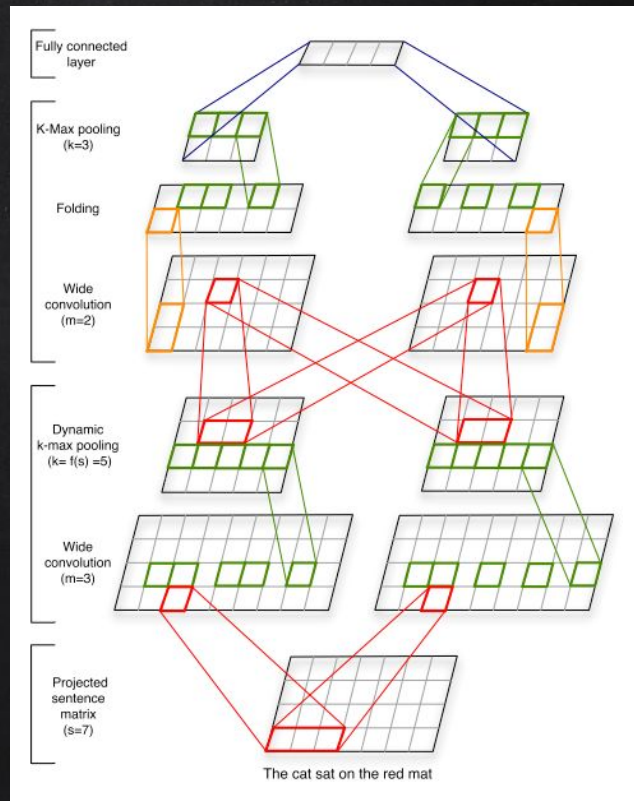 Fully connected
layer
K-Max pooling
(k=3)
Folding
Wide
convolution
(m=2)
Dynamic
k-max pooling
(k= f(s) =5)
Wide
convolution
(m=3)
Projected
sentence
matrix
(s=7)
The cat sat on the red mat